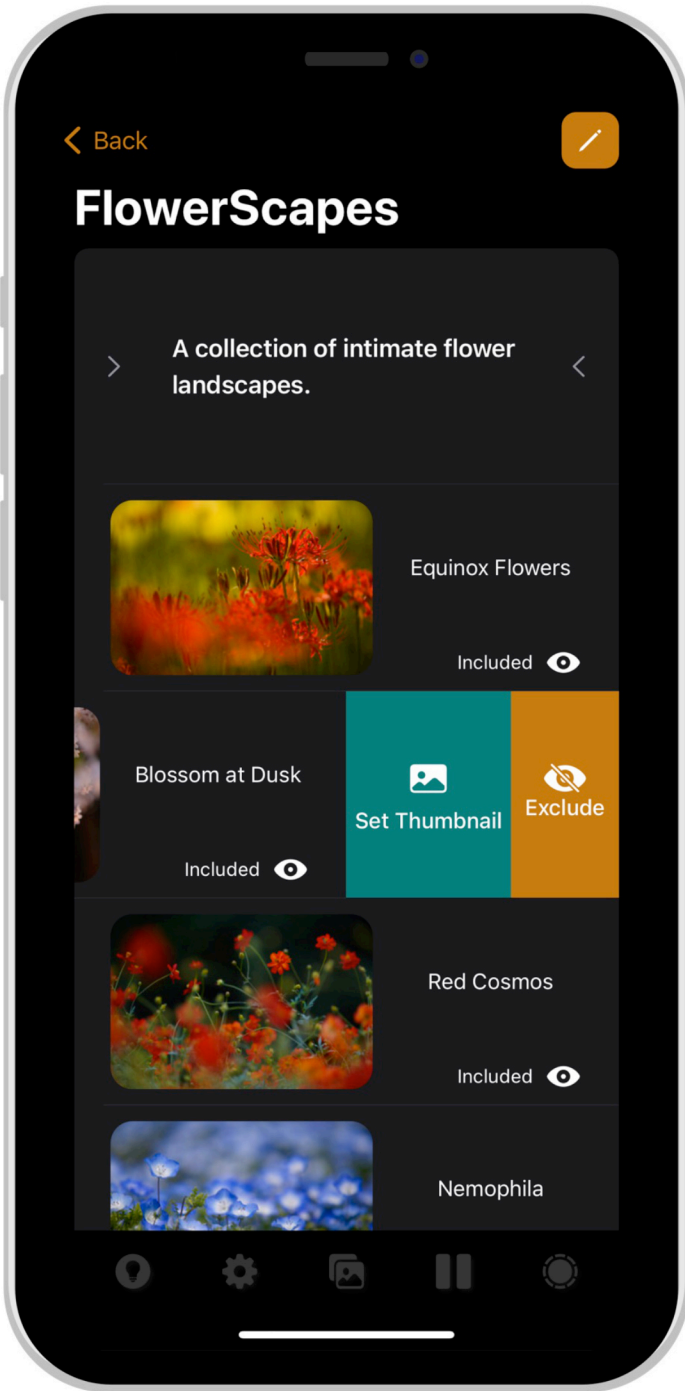 Back
FlowerScapes
A collection of intimate flower
landscapes.
Equinox Flowers
Included
Blossom at Dusk
Included
Set Thumbnail
Exclude
Red Cosmos
Included
Nemophila